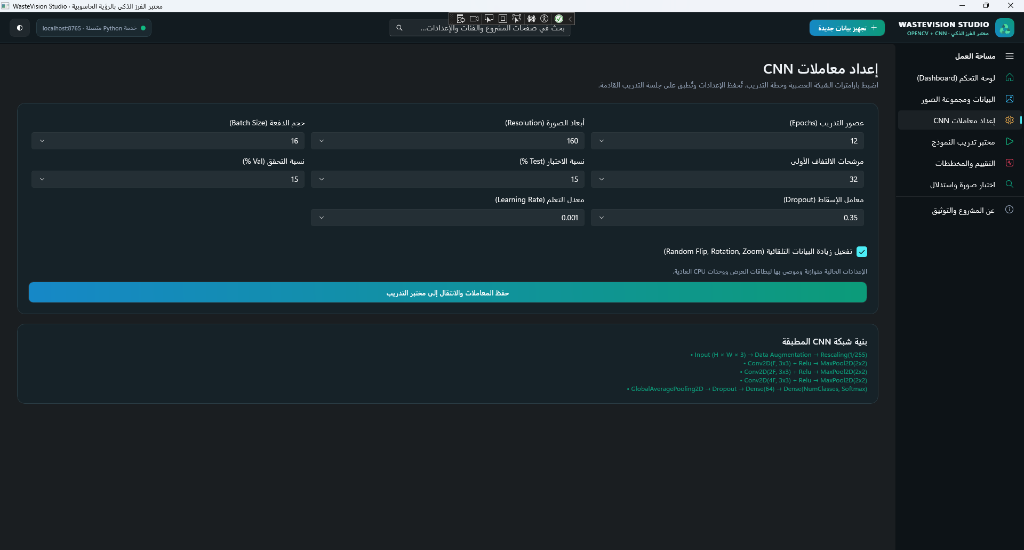 WasteVision Studio - مختبر الفرز الذكي بالرؤية الحاسوبية
WASTEVISION STUDIO
مختبر الفرز الذكي · OPENCV + CNN
تجهيز بيانات جديدة
بحث في صفحات المشروع والفئات والإعدادات...
خدمة Python متصلة · localhost:8765
مساحة العمل
لوحة التحكم (Dashboard)
البيانات ومجموعة الصور
إعداد معاملات CNN
مختبر تدريب النموذج
التقييم والمخططات
اختبار صورة واستدلال
عن المشروع والتوثيق
إعداد معاملات CNN
اضبط بارامترات الشبكة العصبية وخطة التدريب. تُحفظ الإعدادات وتُطبق على جلسة التدريب القادمة.
عصور التدريب (Epochs)
12
أبعاد الصورة (Resolution)
160
حجم الدفعة (Batch Size)
16
مرشحات الالتفاف الأولى
32
نسبة الاختبار (Test %)
15
نسبة التحقق (Val %)
15
معامل الإسقاط (Dropout)
0.35
معدل التعلم (Learning Rate)
0.001
تفعيل زيادة البيانات التلقائية (Random Flip, Rotation, Zoom)
الإعدادات الحالية متوازنة وموصى بها لبطاقات العرض ووحدات CPU العادية.
حفظ المعاملات والانتقال إلى مختبر التدريب
بنية شبكة CNN المطبقة
• Input (H × W × 3) → Data Augmentation → Rescaling(1/255)
• Conv2D(F, 3x3) + Relu → MaxPool2D(2x2)
• Conv2D(2F, 3x3) + Relu → MaxPool2D(2x2)
• Conv2D(4F, 3x3) + Relu → MaxPool2D(2x2)
• GlobalAveragePooling2D → Dropout → Dense(64) → Dense(NumClasses, Softmax)